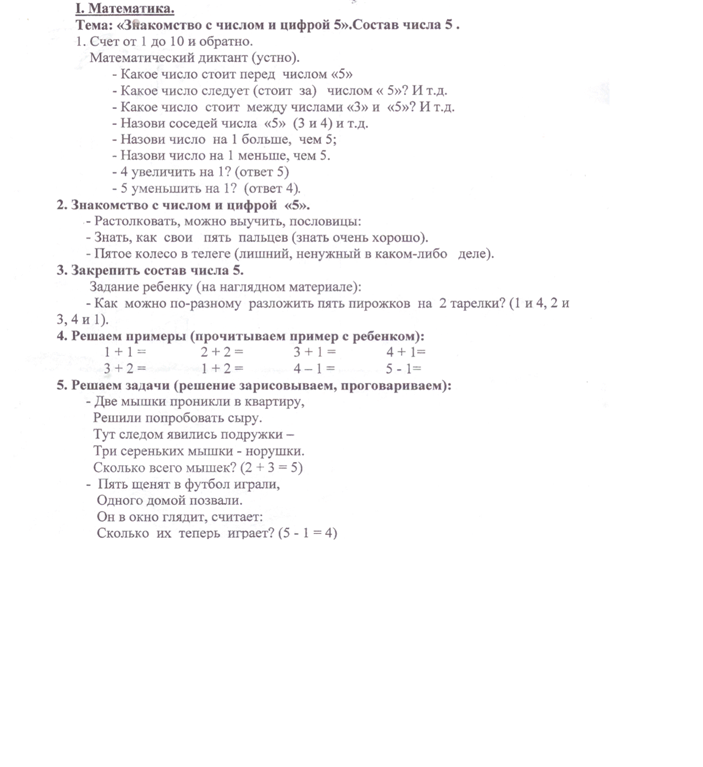 I. Математика.
Тема: «Знакомство с числом и цифрой 5».Состав числа 5 .
1. Счет от 1 до 10 и обратно.
Математический диктант (устно).
- Какое число стоит перед числом «5»
- Какое число следует (стоит за) числом « 5»? И т.д.
- Какое число стоит между числами «3» и «5»? И т.д.
- Назови соседей числа «5» (3 и 4) и т.д.
- Назови число на 1 больше, чем 5;
- Назови число на 1 меньше, чем 5.
- 4 увеличить на 1? (ответ 5)
- 5 уменьшить на 1? (ответ 4).
2. Знакомство с числом и цифрой «5».
- Растолковать, можно выучить, пословицы:
- Знать, как свои пять пальцев (знать очень хорошо).
- Пятое колесо в телеге (лишний, ненужный в каком-либо деле).
3. Закрепить состав числа 5.
Задание ребенку (на наглядном материале):
- Как можно по-разному разложить пять пирожков на 2 тарелки? (1 и 4, 2 и
3, 4 и 1).
4. Решаем примеры (прочитываем пример с ребенком):
1 + 1 = 2 + 2 = 3 + 1 = 4 + 1=
3 + 2 = 1 + 2 = 4 – 1 = 5 - 1=
5. Решаем задачи (решение зарисовываем, проговариваем):
- Две мышки проникли в квартиру,
Решили попробовать сыру.
Тут следом явились подружки –
Три сереньких мышки - норушки.
Сколько всего мышек? (2 + 3 = 5)
- Пять щенят в футбол играли,
Одного домой позвали.
Он в окно глядит, считает:
Сколько их теперь играет? (5 - 1 = 4)